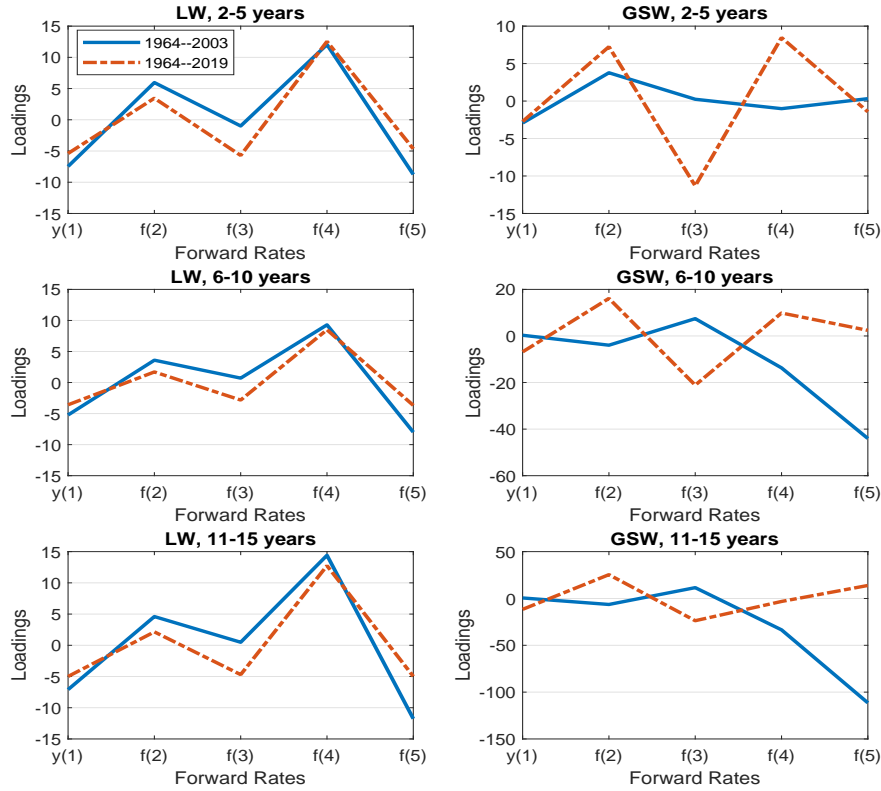 LW, 2-5 years
15
10
5
0
-5
-10
-15
Loadings
1964--2003
1964--2019
y(1) f(2) f(3) f(4) f(5)
Forward Rates
GSW, 2-5 years
10
5
0
-5
-10
-15
Loadings
y(1) f(2) f(3) f(4) f(5)
Forward Rates
LW, 6-10 years
15
10
5
0
-5
-10
-15
Loadings
y(1) f(2) f(3) f(4) f(5)
Forward Rates
GSW, 6-10 years
20
0
-20
-40
-60
Loadings
y(1) f(2) f(3) f(4) f(5)
Forward Rates
LW, 11-15 years
15
10
5
0
-5
-10
-15
Loadings
y(1) f(2) f(3) f(4) f(5)
Forward Rates
GSW, 11-15 years
50
0
-50
-100
-150
Loadings
y(1) f(2) f(3) f(4) f(5)
Forward Rates